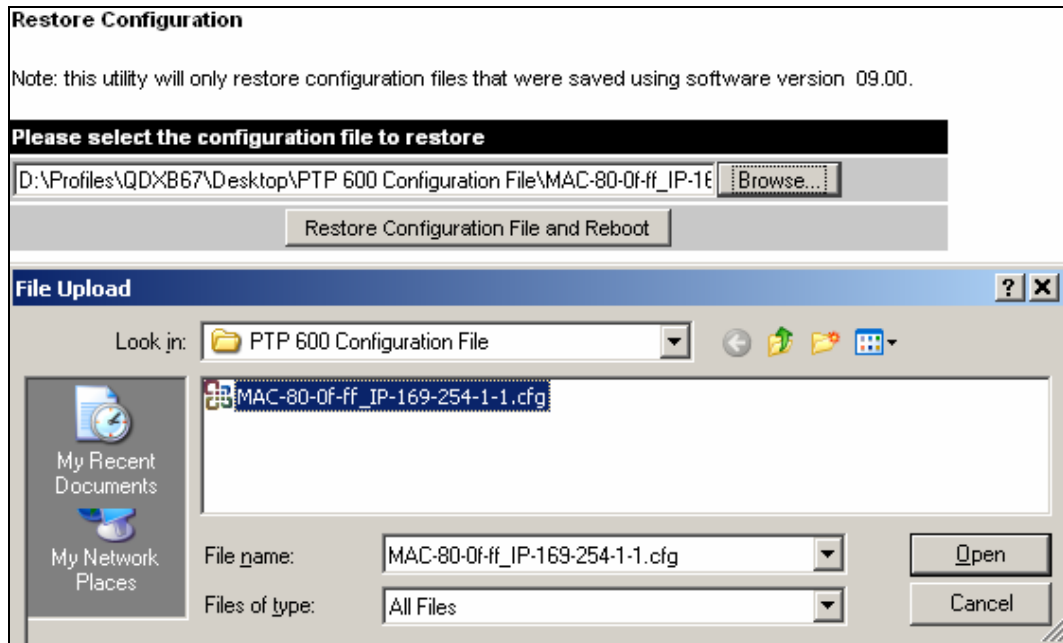 Restore Configuration
Note: this utility will only restore configuration files that were saved using software version 09.00.
Please select the configuration file to restore
D:\Profiles\QDXB67\Desktop\PTP 600 Configuration File\MAC-80-0f-ff_IP-16 Browse...
Restore Configuration File and Reboot
File Upload
Look in: PTP 600 Configuration File
MAC-80-0f-ff_IP-169-254-1-1.cfg
My Recent
Documents
My Network
Places
File name: MAC-80-0f-ff_IP-169-254-1-1.cfg Open
Files of type: All Files Cancel